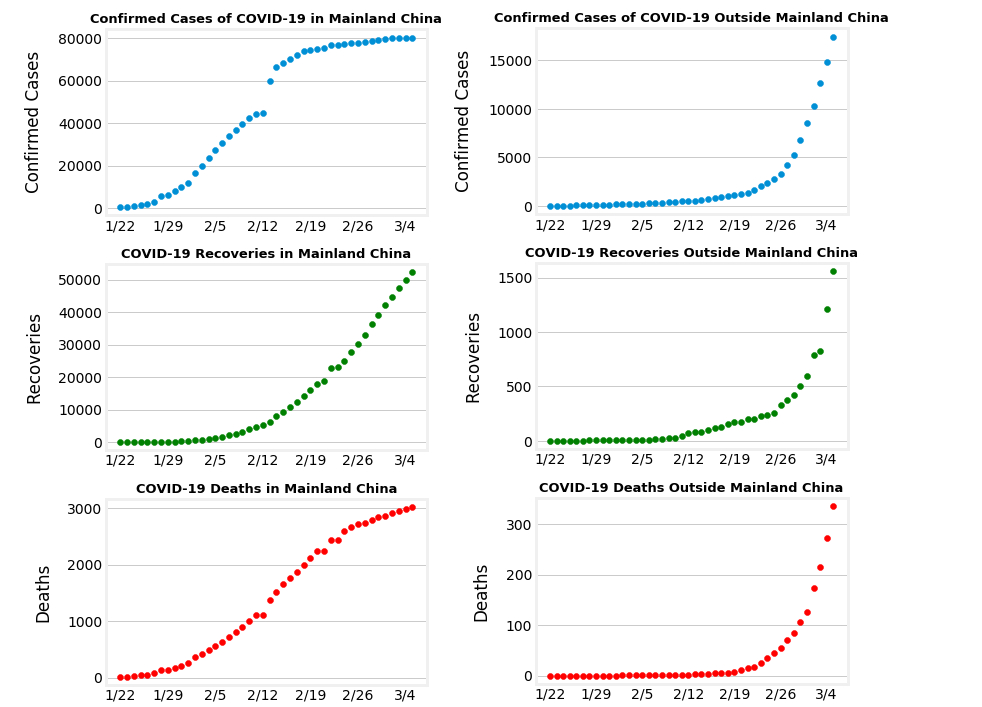 Confirmed Cases of COVID-19 in Mainland China
Confirmed Cases
80000
60000
40000
20000
0
1/22 1/29 2/5 2/12 2/19 2/26 3/4
Confirmed Cases of COVID-19 Outside Mainland China
Confirmed Cases
15000
10000
5000
0
1/22 1/29 2/5 2/12 2/19 2/26 3/4
COVID-19 Recoveries in Mainland China
Recoveries
50000
40000
30000
20000
10000
0
1/22 1/29 2/5 2/12 2/19 2/26 3/4
COVID-19 Recoveries Outside Mainland China
Recoveries
1500
1000
500
0
1/22 1/29 2/5 2/12 2/19 2/26 3/4
COVID-19 Deaths in Mainland China
Deaths
3000
2000
1000
0
1/22 1/29 2/5 2/12 2/19 2/26 3/4
COVID-19 Deaths Outside Mainland China
Deaths
300
200
100
0
1/22 1/29 2/5 2/12 2/19 2/26 3/4